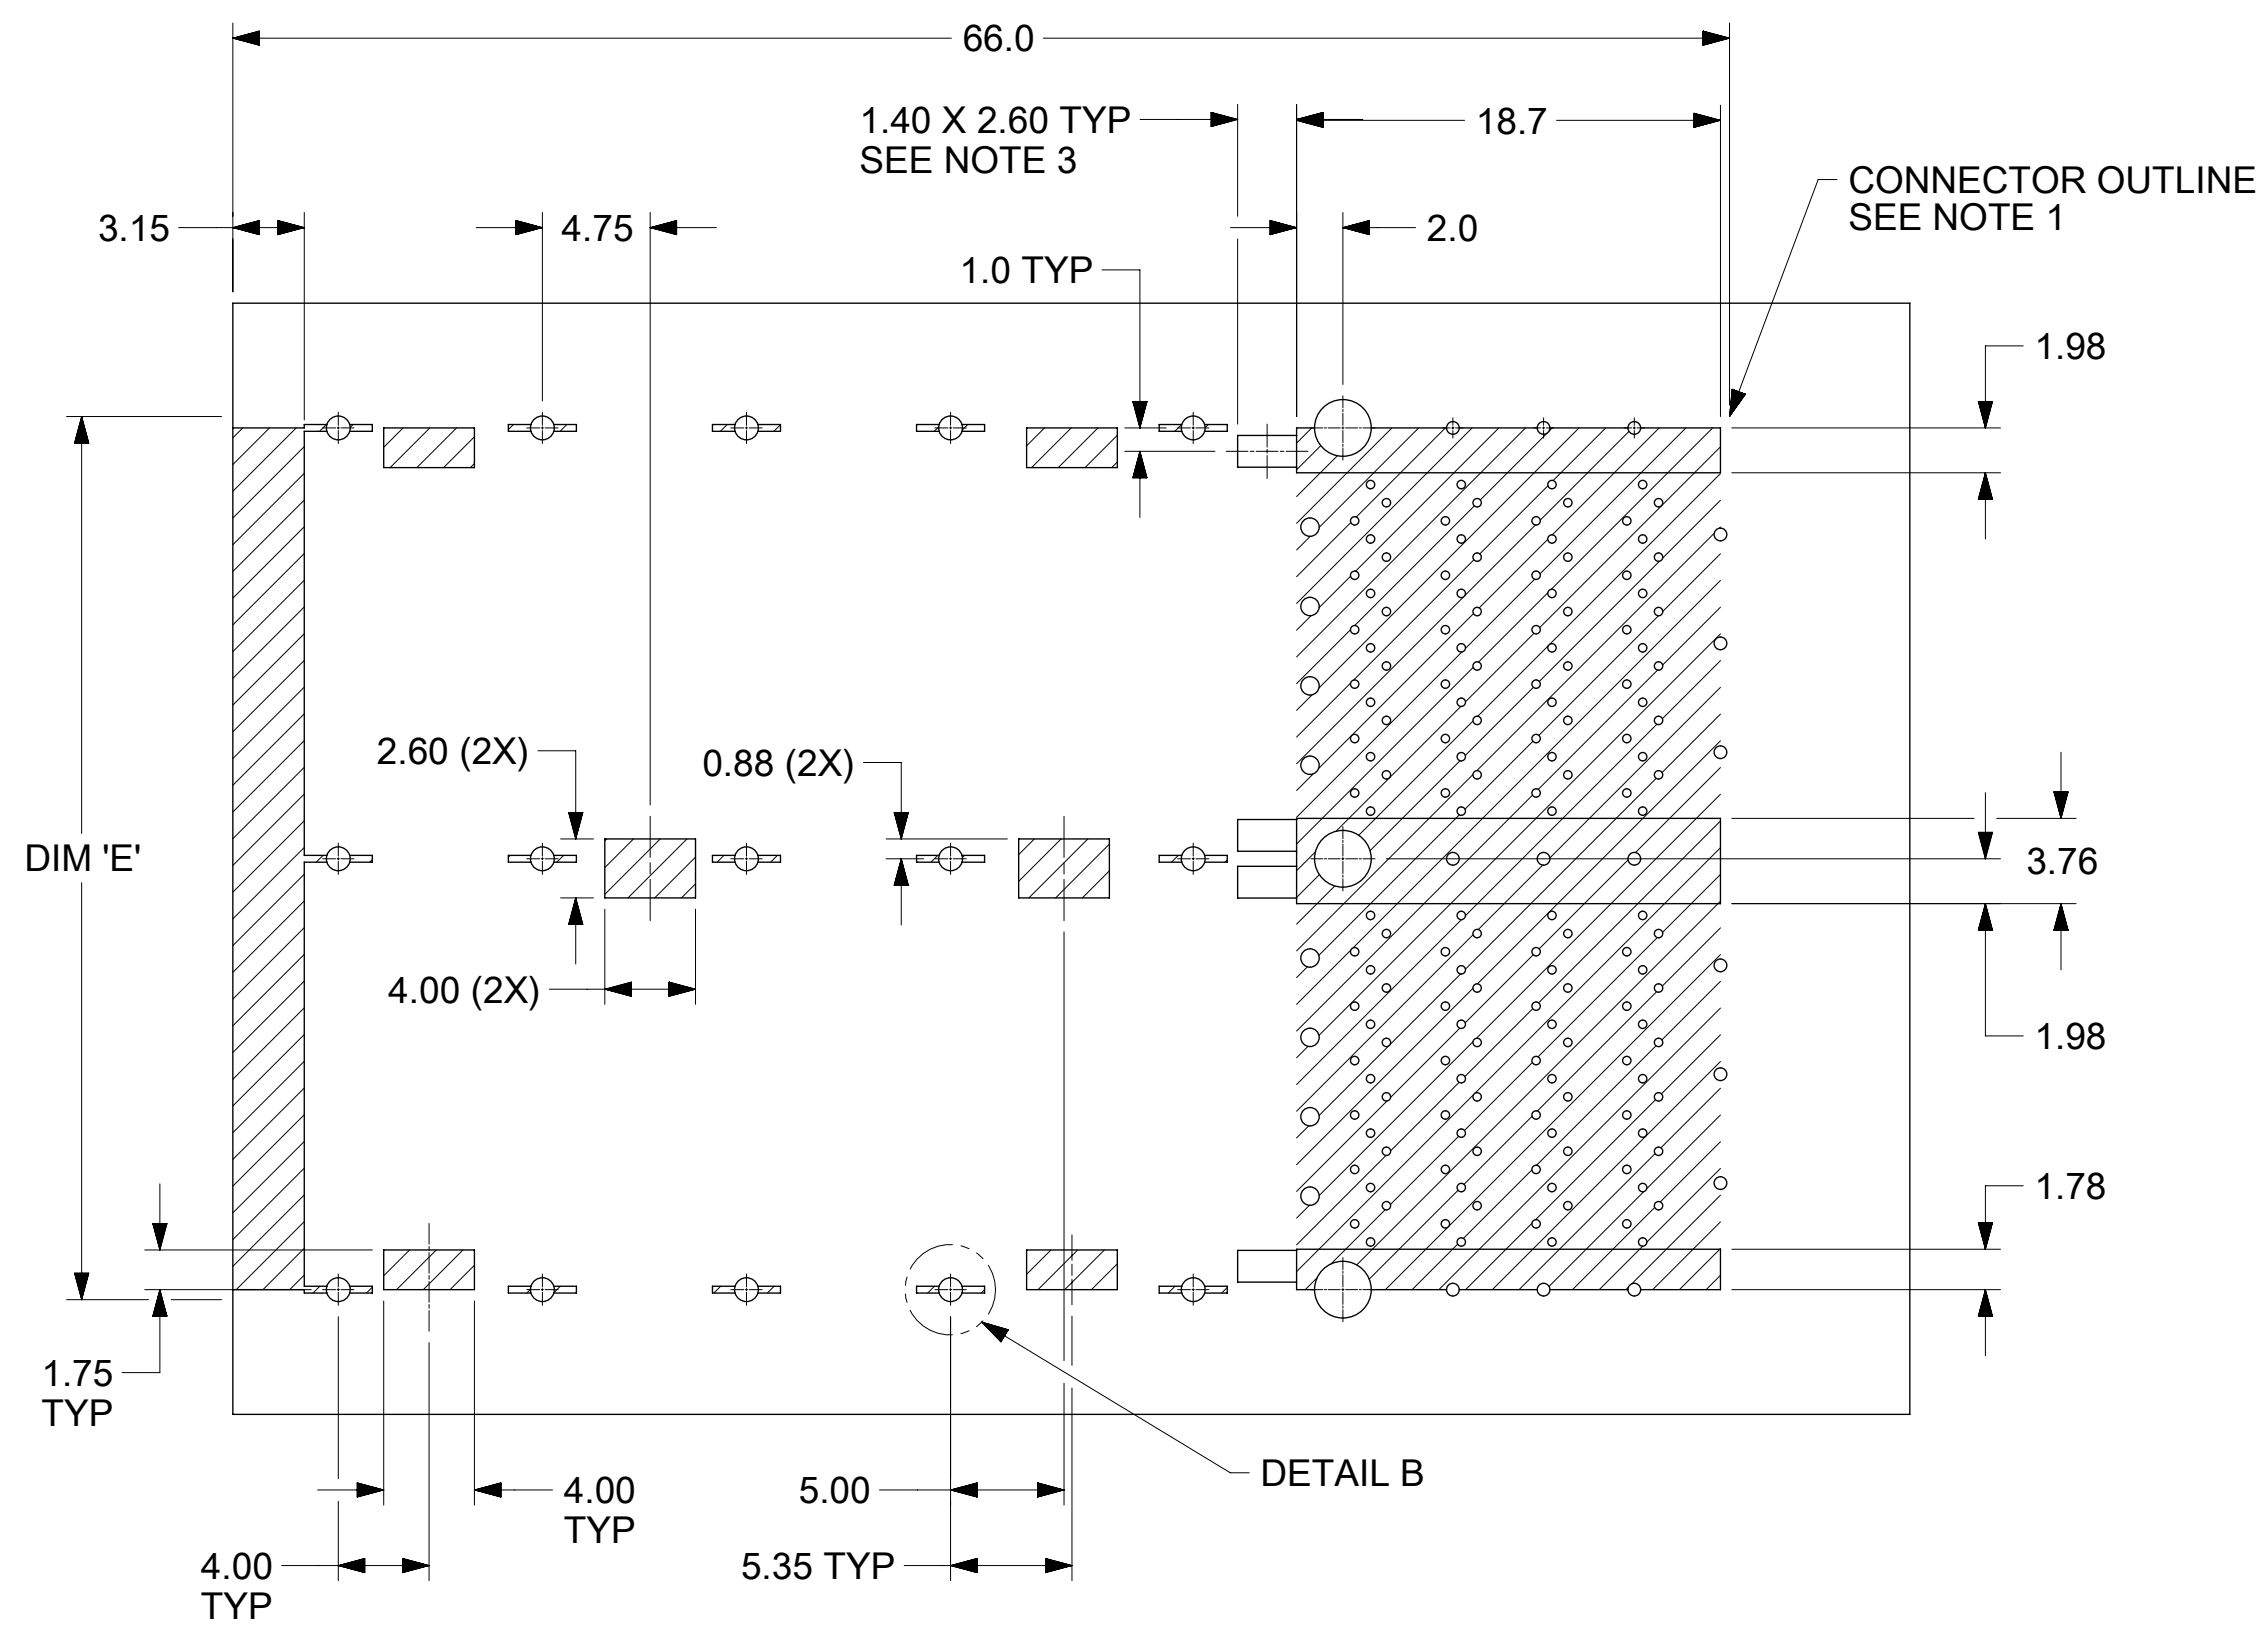 66.0
1.40 X 2.60 TYP
SEE NOTE 3
18.7
CONNECTOR OUTLINE
SEE NOTE 1
3.15
4.75
2.0
1.0 TYP
1.98
2.60 (2X)
0.88 (2X)
DIM 'E'
3.76
4.00 (2X)
1.98
1.78
1.75
TYP
DETAIL B
4.00
TYP
5.00
4.00
TYP
5.35 TYP